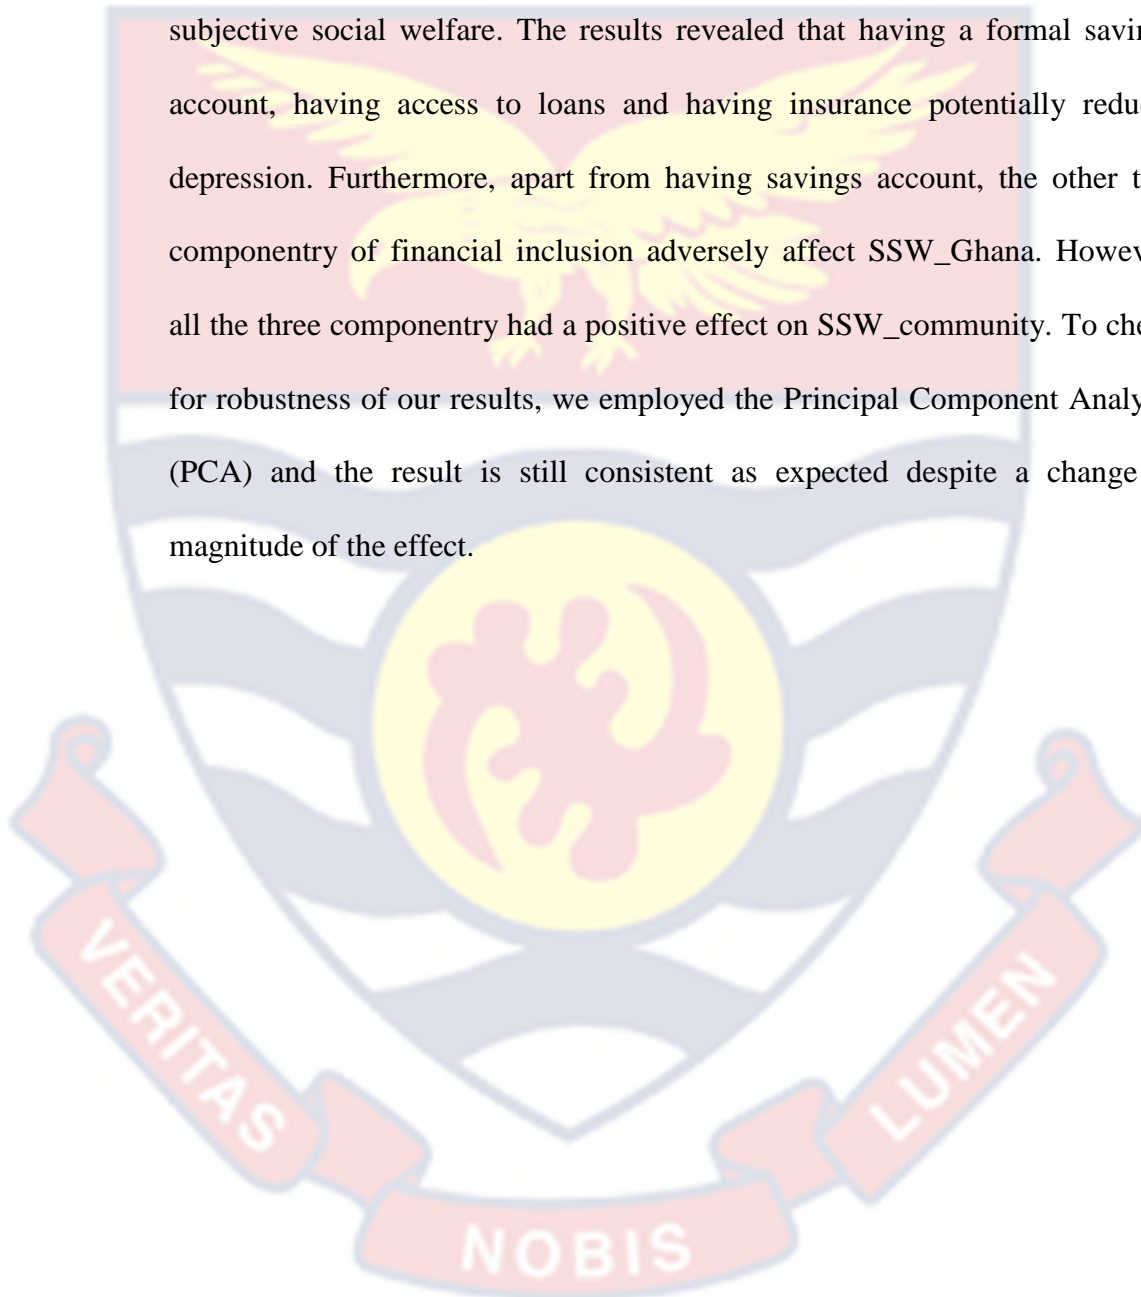 subjective social welfare. The results revealed that having a formal savin
account, having access to loans and having insurance potentially redu
depression. Furthermore, apart from having savings account, the other t
componentry of financial inclusion adversely affect SSW_Ghana. Howev
all the three componentry had a positive effect on SSW_community. To che
for robustness of our results, we employed the Principal Component Analy
(PCA) and the result is still consistent as expected despite a change
magnitude of the effect.
VERITAS
NOBIS
LUMEN